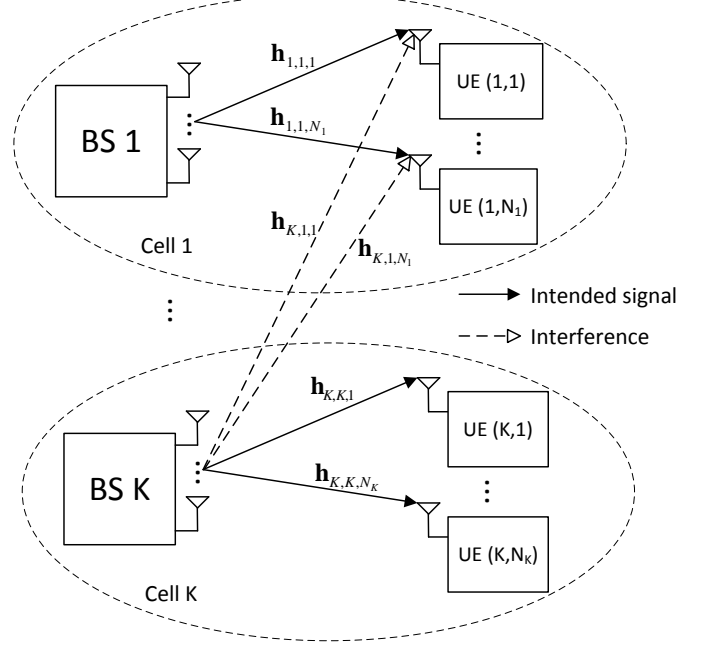 h1,1,1
UE (1,1)
BS 1
h1,1,N1
UE (1,N1)
hK,1,1
hK,1,N1
Cell 1
Intended signal
Interference
hK,K,1
UE (K,1)
BS K
hK,K,NK
UE (K,NK)
Cell K